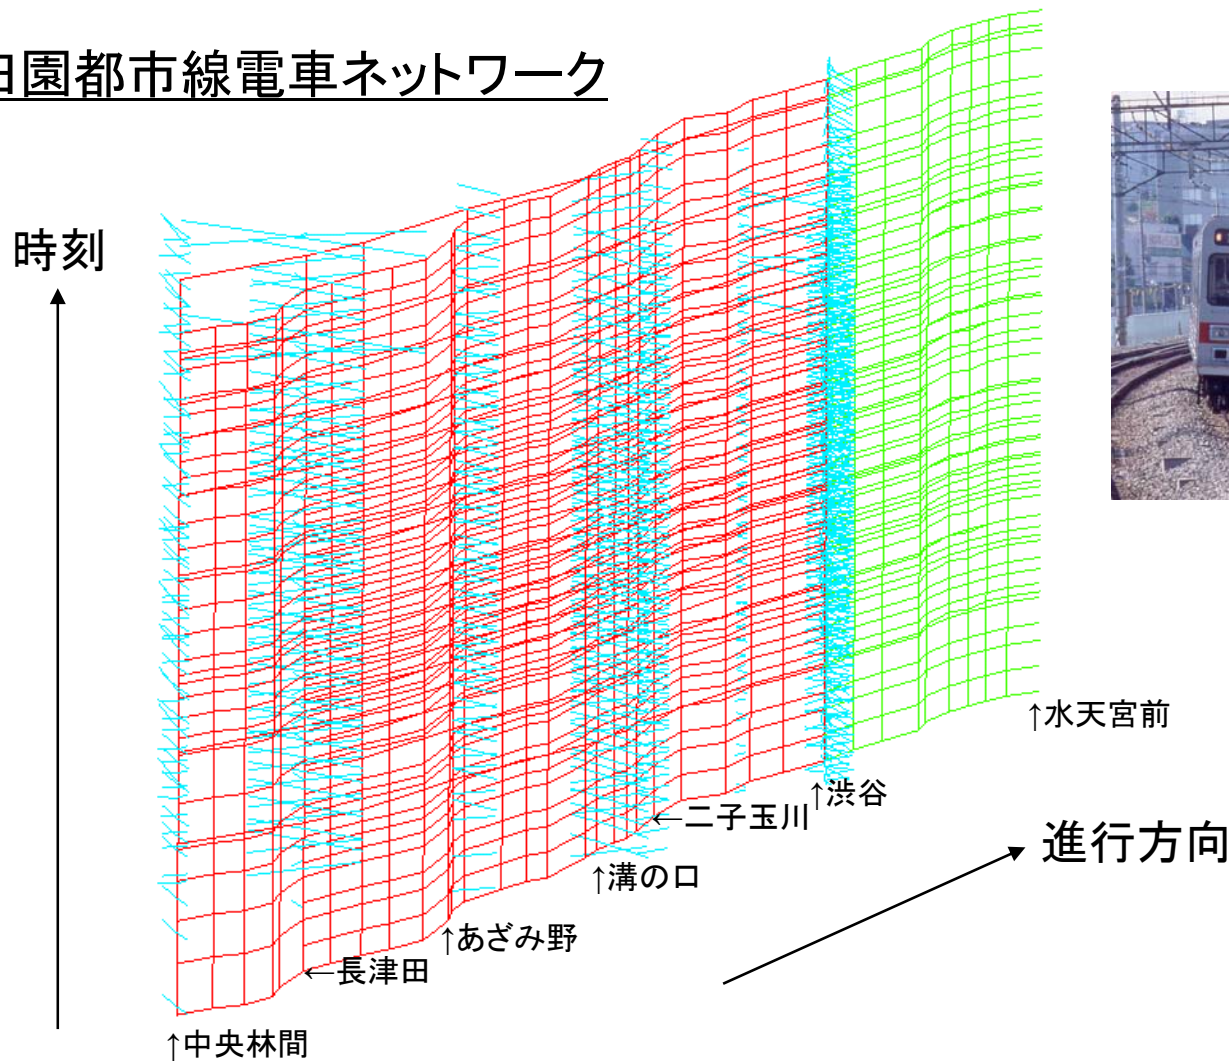 田園都市線電車ネットワーク
時刻
↑水天宮前
↑渋谷
←二子玉川
進行方向
↑溝の口
↑あざみ野
←長津田
↑中央林間